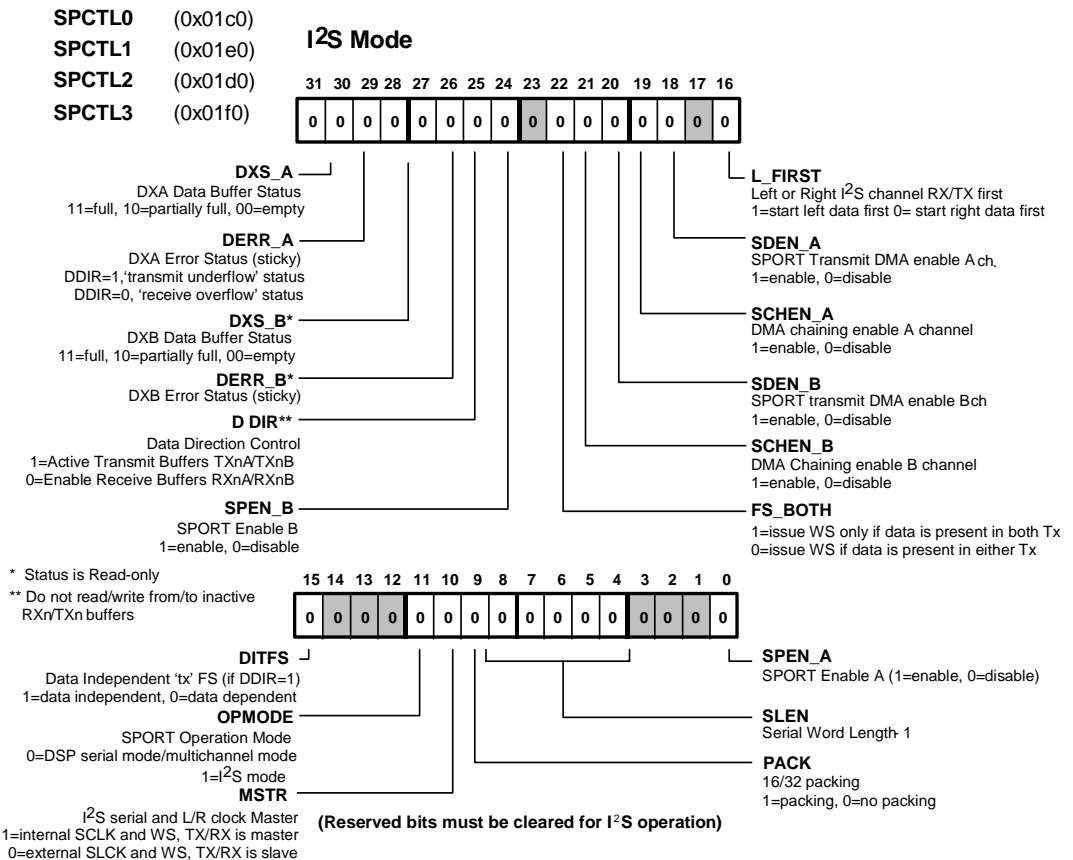 SPCTL0 (0x01c0)
SPCTL1 (0x01e0)
SPCTL2 (0x01d0)
SPCTL3 (0x01f0)
I2S Mode
31 30 29 28 27 26 25 24 23 22 21 20 19 18 17 16
0 0 0 0 0 0 0 0 0 0 0 0 0 0 0 0
DXS_A
DXA Data Buffer Status
11=full, 10=partially full, 00=empty
DERR_A
DXA Error Status (sticky)
DDIR=1,‘transmit underflow’ status
DDIR=0, ‘receive overflow’ status
DXS_B*
DXB Data Buffer Status
11=full, 10=partially full, 00=empty
DERR_B*
DXB Error Status (sticky)
D DIR**
Data Direction Control
1=Active Transmit Buffers TXnA/TXnB
0=Enable Receive Buffers RXnA/RXnB
SPEN_B
SPORT Enable B
1=enable, 0=disable
L_FIRST
Left or Right I2S channel RX/TX first
1=start left data first 0= start right data first
SDEN_A
SPORT Transmit DMA enable A ch.
1=enable, 0=disable
SCHEN_A
DMA chaining enable A channel
1=enable, 0=disable
SDEN_B
SPORT transmit DMA enable Bch
1=enable, 0=disable
SCHEN_B
DMA Chaining enable B channel
1=enable, 0=disable
FS_BOTH
1=issue WS only if data is present in both Tx
0=issue WS if data is present in either Tx
* Status is Read-only
** Do not read/write from/to inactive
RXn/TXn buffers
15 14 13 12 11 10 9 8 7 6 5 4 3 2 1 0
0 0 0 0 0 0 0 0 0 0 0 0 0 0 0 0
DITFS
Data Independent ‘tx’ FS (if DDIR=1)
1=data independent, 0=data dependent
OPMODE
SPORT Operation Mode
0=DSP serial mode/multichannel mode
1=I2S mode
MSTR
I2S serial and L/R clock Master
1=internal SCLK and WS, TX/RX is master
0=external SLCK and WS, TX/RX is slave
SPEN_A
SPORT Enable A (1=enable, 0=disable)
SLEN
Serial Word Length- 1
PACK
16/32 packing
1=packing, 0=no packing
(Reserved bits must be cleared for I2S operation)